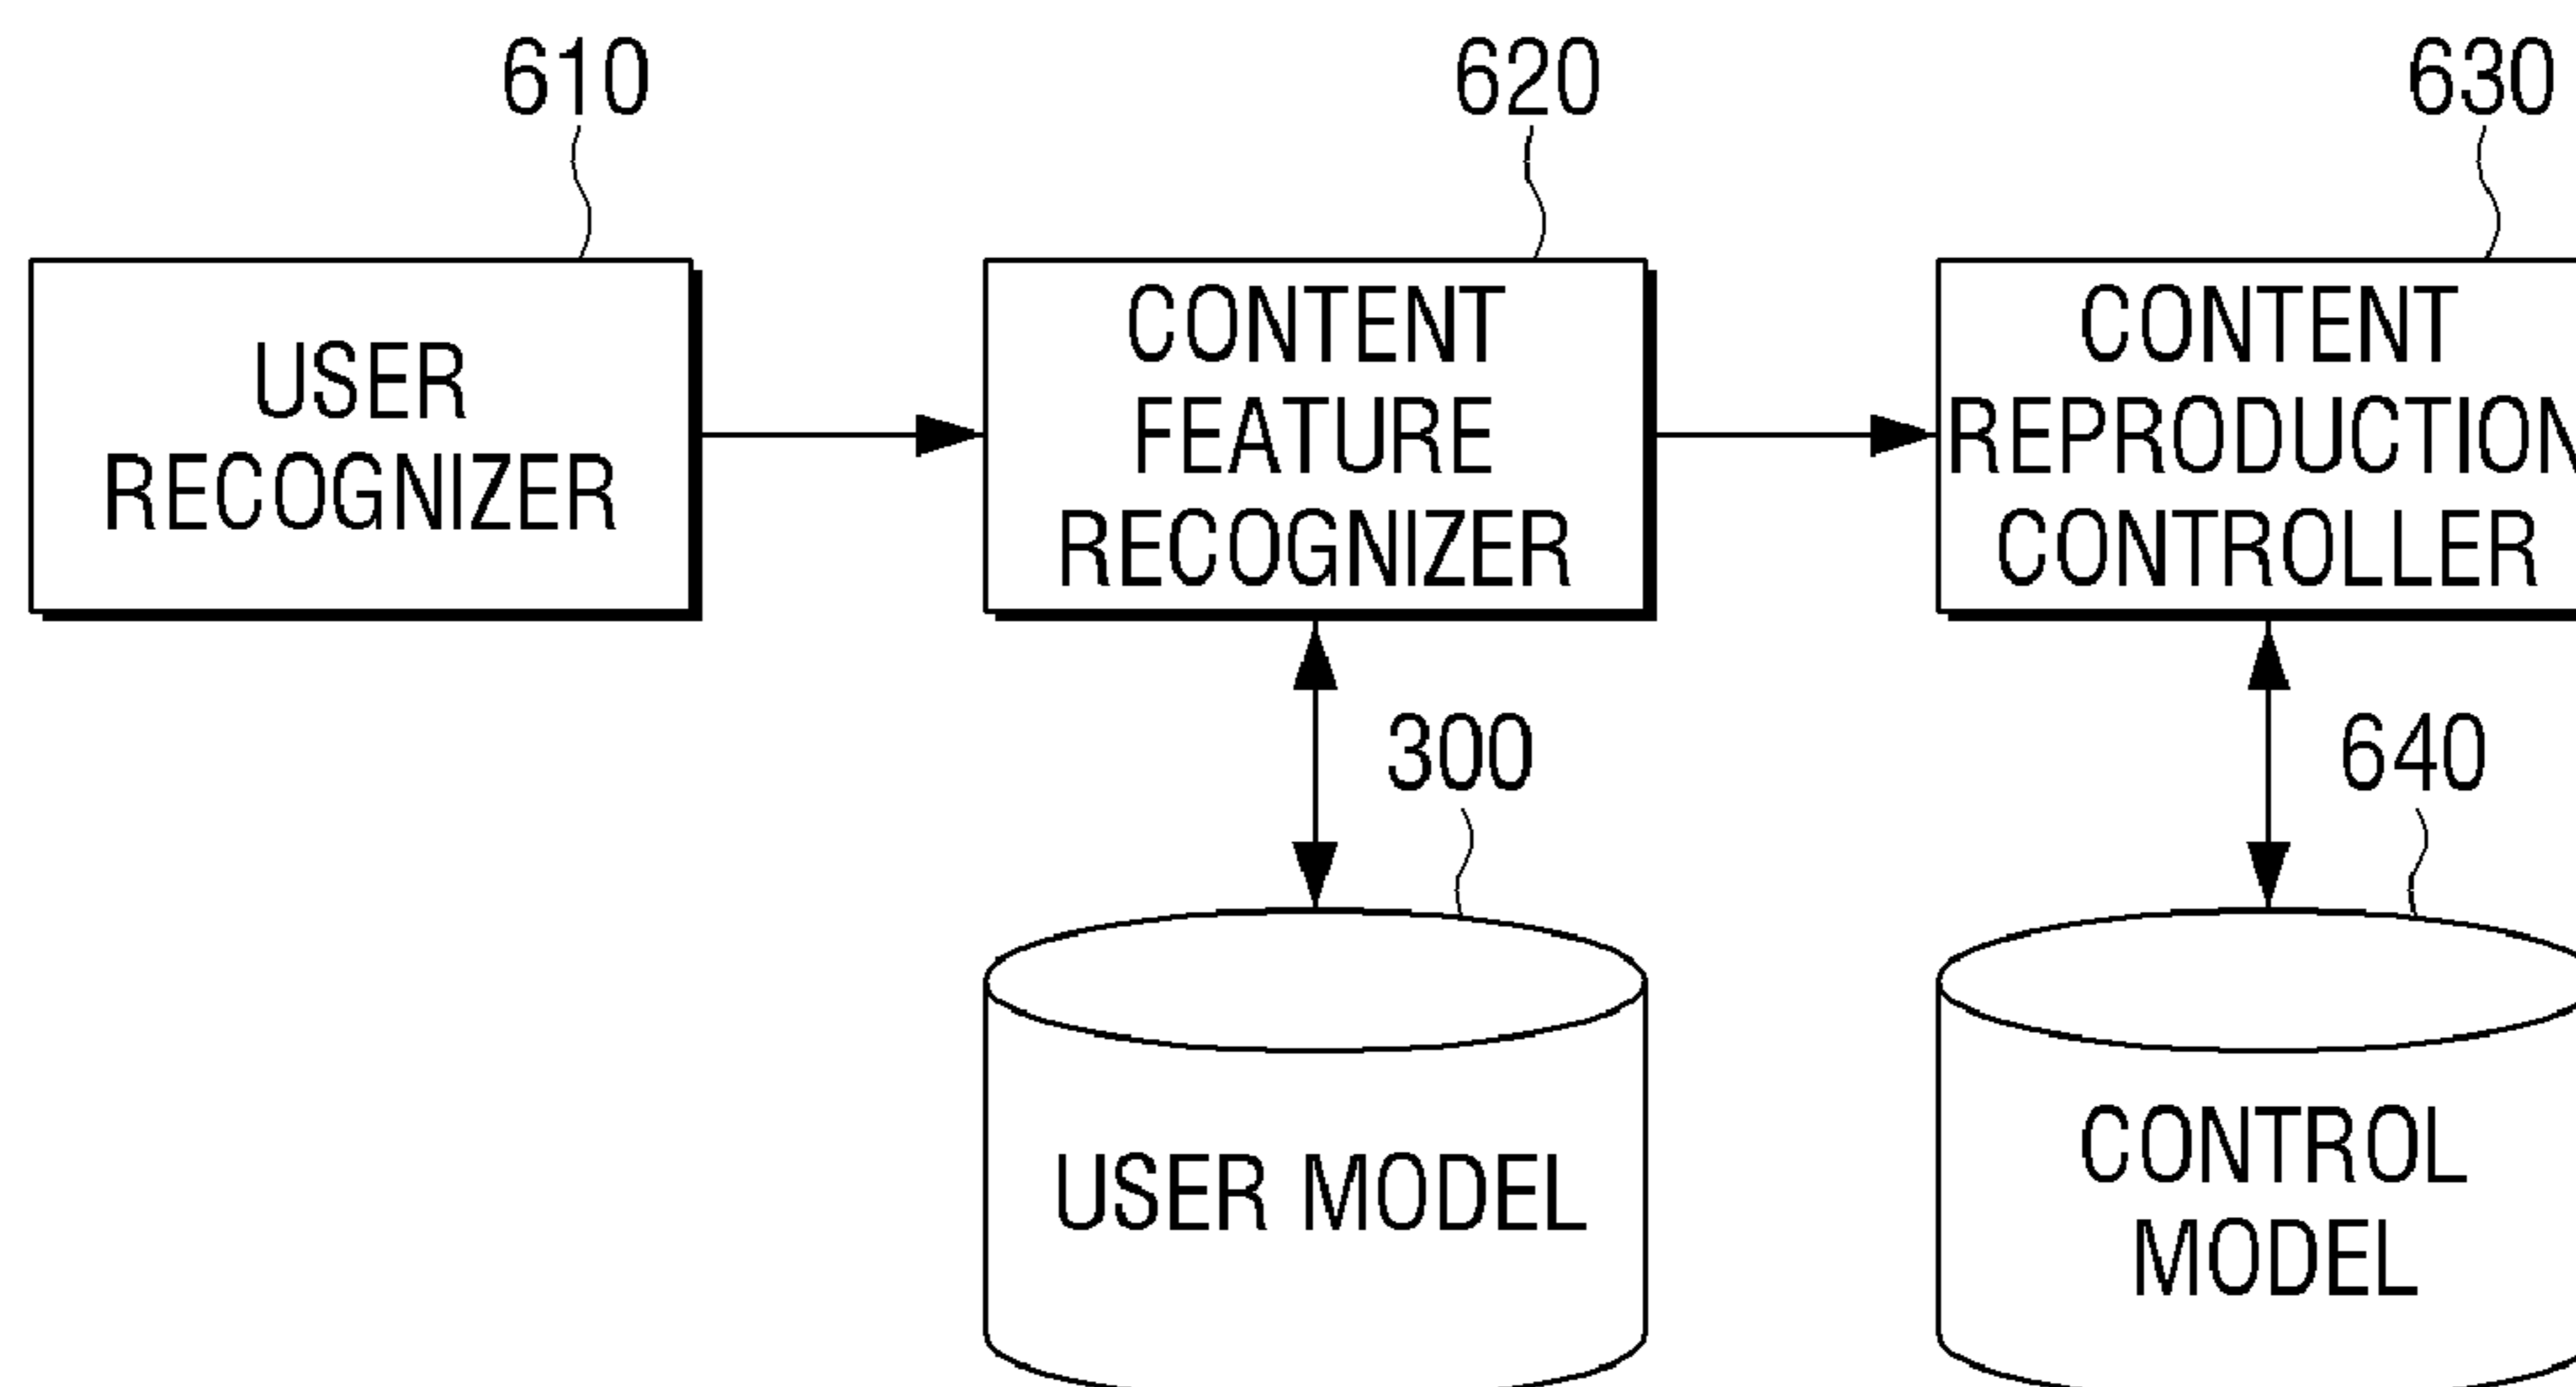 610
620
630
USER
RECOGNIZER
CONTENT
FEATURE
RECOGNIZER
CONTENT
REPRODUCTION
CONTROLLER
300
640
USER MODEL
CONTROL
MODEL